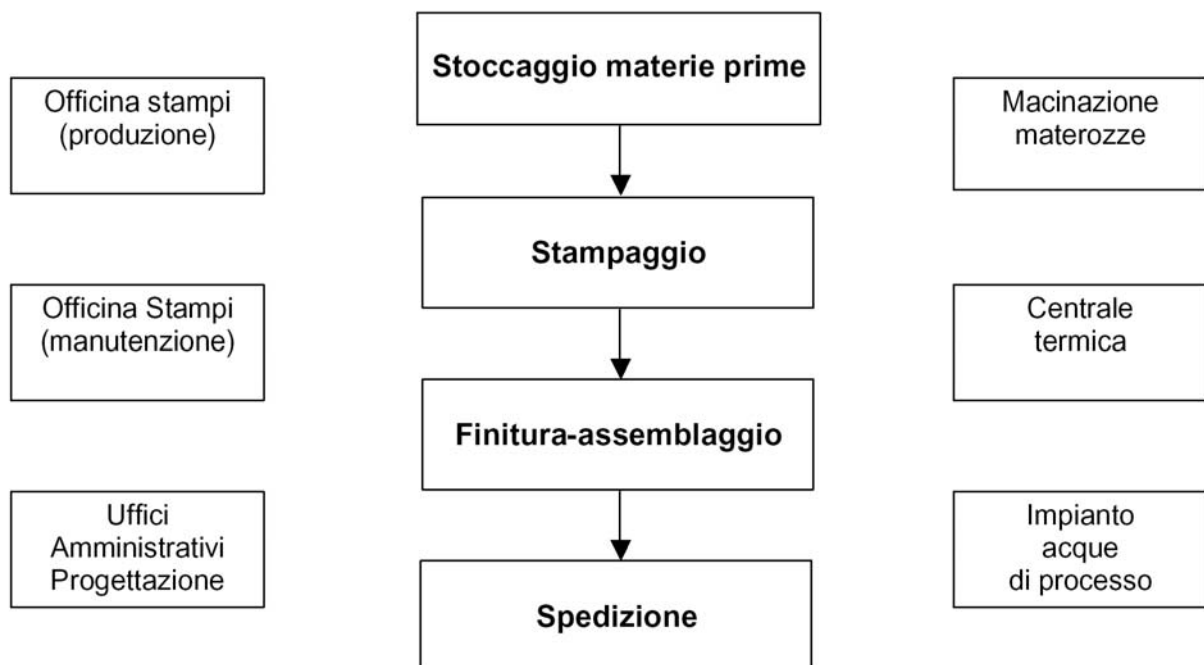 Stoccaggio materie prime
Officina stampi
(produzione)
Macinazione
materozze
Stampaggio
Officina Stampi
(manutenzione)
Centrale
termica
Finitura-assemblaggio
Uffici
Amministrativi
Progettazione
Impianto
acque
di processo
Spedizione